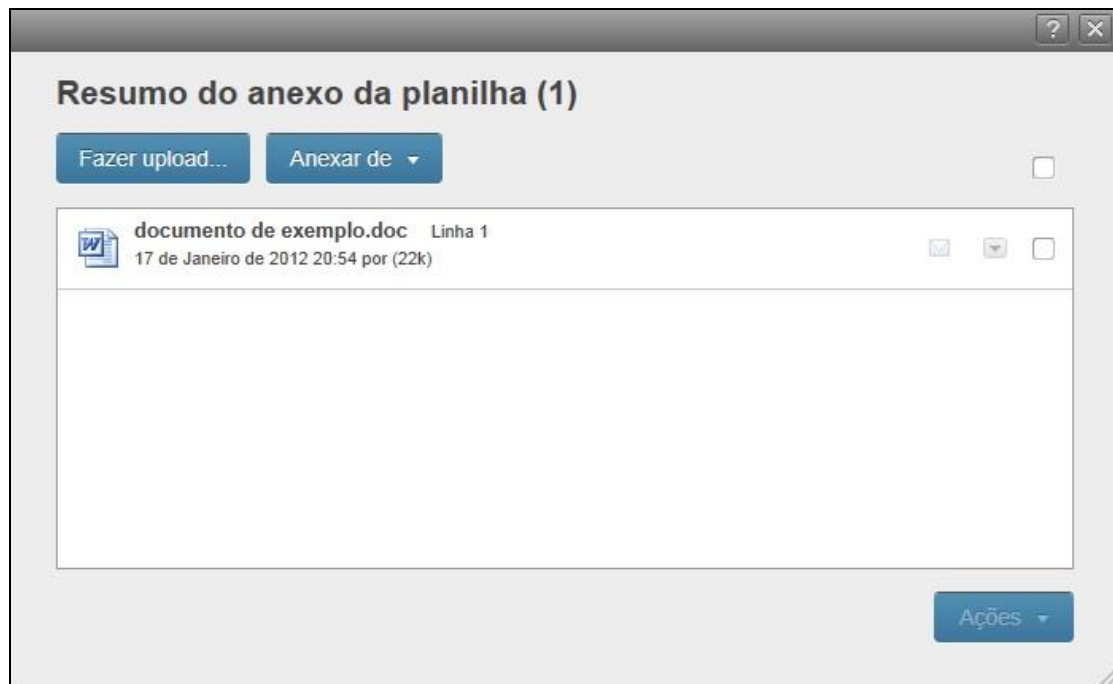 ?
Resumo do anexo da planilha (1)
Fazer upload... Anexar de
documento de exemplo.doc Linha 1
17 de Janeiro de 2012 20:54 por (22k)
Ações